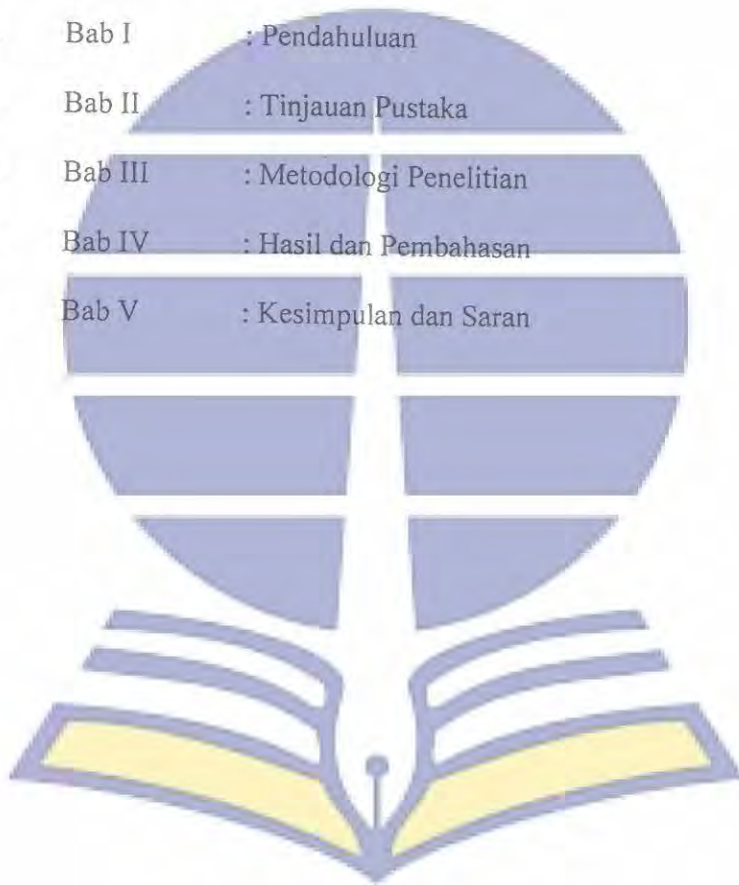 Bab I : Pendahuluan
Bab II : Tinjauan Pustaka
Bab III : Metodologi Penelitian
Bab IV : Hasil dan Pembahasan
Bab V : Kesimpulan dan Saran